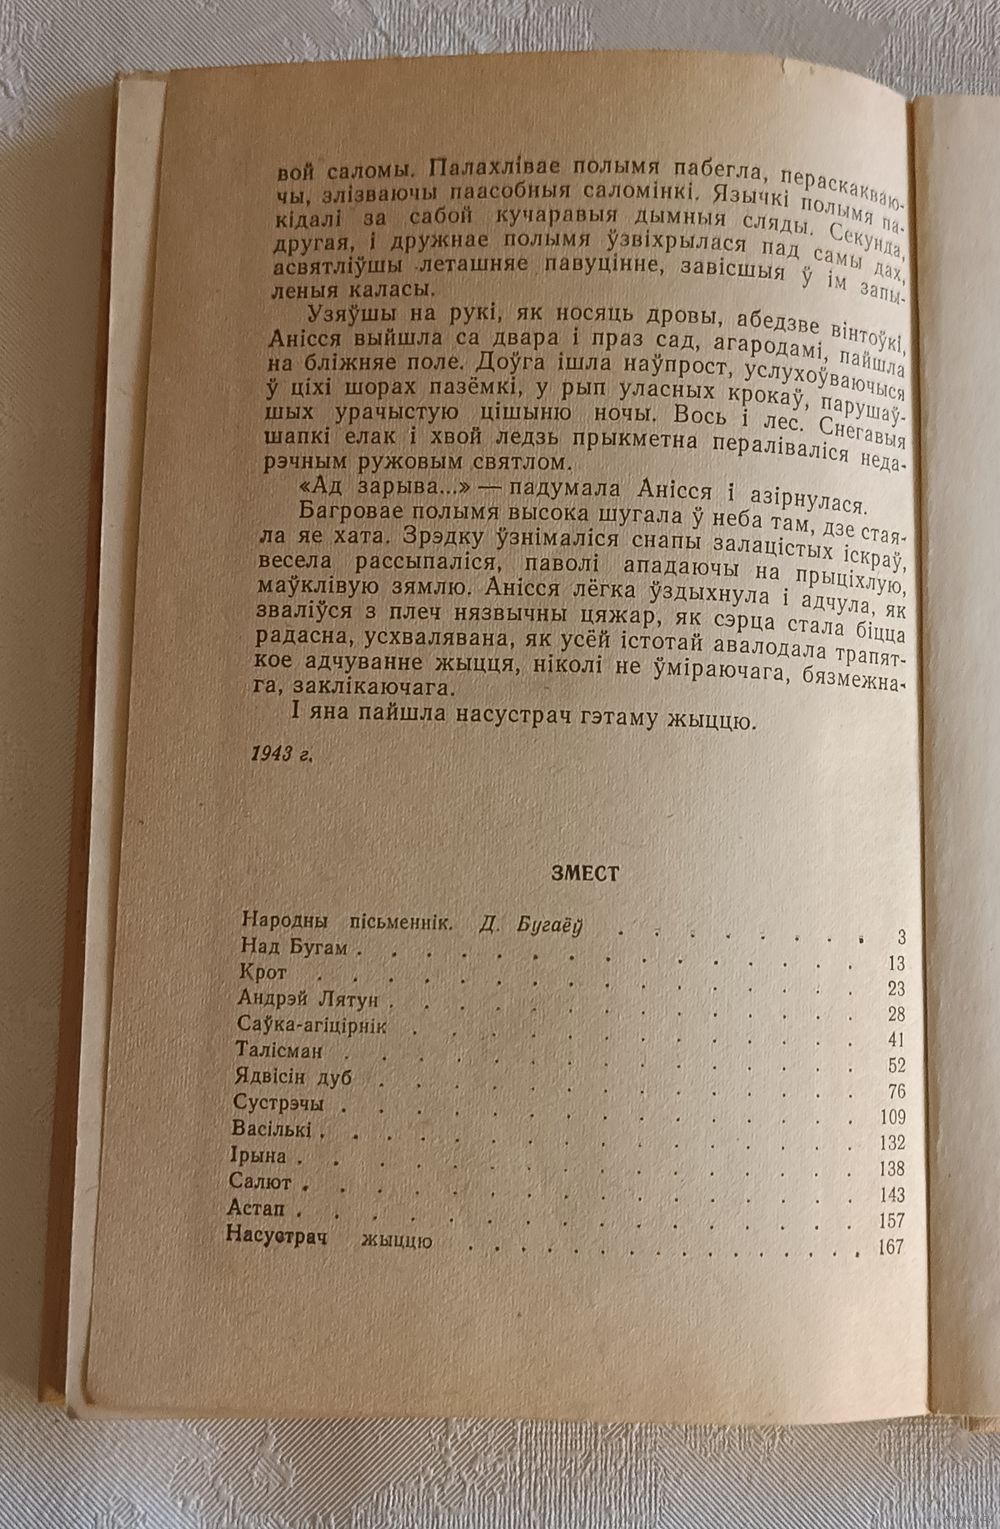 вой саломы. Палахлівае полымя пабегла, пераскакваю-
чы, злізваючы паасобныя саломінкі. Язычкі полымя па-
кідалі за сабой кучаравыя дымныя сляды. Секунда,
другая, і дружнае полымя ўзвіхрылася пад самы дах,
асвятліўшы леташняе павуцінне, завісшыя ў ім запы-
леныя каласы.
Узяўшы на рукі, як носяць дровы, абедзве вінтоўкі,
Анісся выйшла са двара і праз сад, агародамі, пайшла
на бліжняе поле. Доўга ішла наўпрост, услухоўваючыся
ў ціхі шорах пазёмкі, у рып уласных крокаў, парушаў-
шых урачыстую цішыню ночы. Вось і лес. Снегавыя
шапкі елак і хвой ледзь прыкметна пераліваліся неда-
рэчным ружовым святлом.
«Ад зарыва...» — падумала Анісся і азірнулася.
Багровае полымя высока шугала ў неба там, дзе стая-
ла яе хата. Зрэдку ўзнімаліся снапы залацістых іскраў,
весела рассыпаліся, паволі ападаючы на прыціхлую,
маўклівую зямлю. Анісся лёгка ўздыхнула і адчула, як
зваліўся з плеч нязвычны цяжар, як сэрца стала біцца
радасна, усхвалявана, як усёй істотай авалодала трапят-
кое адчуванне жыцця, ніколі не ўміраючага, бязмежна-
га, заклікаючага.
І яна пайшла насустрач гэтаму жыццю.
1943 г.
ЗМЕСТ
Народны пісьменнік. Д. Бугаёў . . . . . . . . 3
Над Бугам . . . . . . . . . . . . . . . 13
Крот . . . . . . . . . . . . . . . . 23
Андрэй Лятун . . . . . . . . . . . . . . 28
Саўка-агіцірнік . . . . . . . . . . . . . 41
Талісман . . . . . . . . . . . . . . . 52
Ядвісін дуб . . . . . . . . . . . . . . 76
Сустрэчы . . . . . . . . . . . . . . . 109
Васількі . . . . . . . . . . . . . . . 132
Ірына . . . . . . . . . . . . . . . . 138
Салют . . . . . . . . . . . . . . . . 143
Астап . . . . . . . . . . . . . . . . 157
Насустрач жыццю . . . . . . . . . . . . . 167